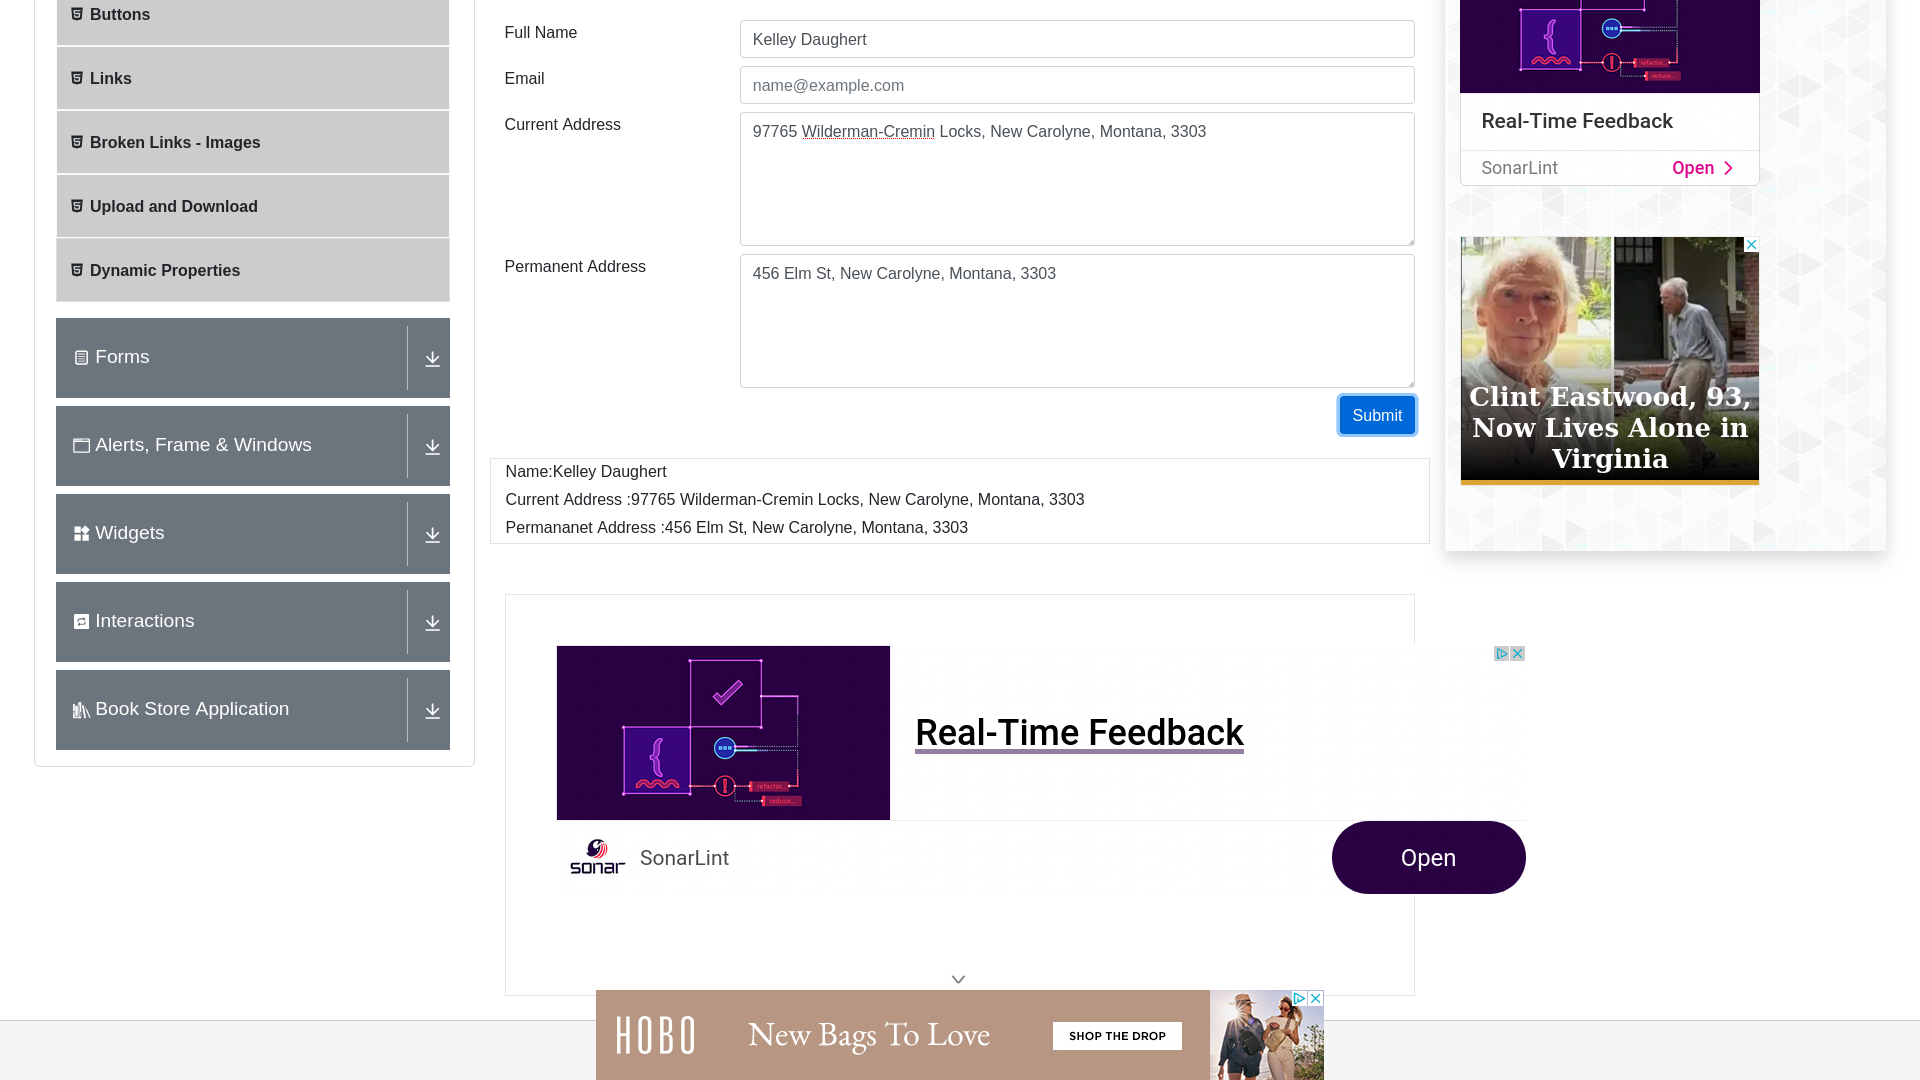 Buttons
Links
Broken Links - Images
Upload and Download
Dynamic Properties
Forms
Alerts, Frame & Windows
Widgets
Interactions
Book Store Application
Full Name
Kelley Daughert
Email
name@example.com
Current Address
97765 Wilderman-Cremin Locks, New Carolyne, Montana, 3303
Permanent Address
456 Elm St, New Carolyne, Montana, 3303
Submit
Name:Kelley Daughert
Current Address :97765 Wilderman-Cremin Locks, New Carolyne, Montana, 3303
Permananet Address :456 Elm St, New Carolyne, Montana, 3303
refactor...
reduce...
Real-Time Feedback
sonar
SonarLint
Open
refactor...
reduce...
Real-Time Feedback
SonarLint
Open
Clint Eastwood, 93,
Now Lives Alone in
Virginia
HOBO
New Bags To Love
SHOP THE DROP